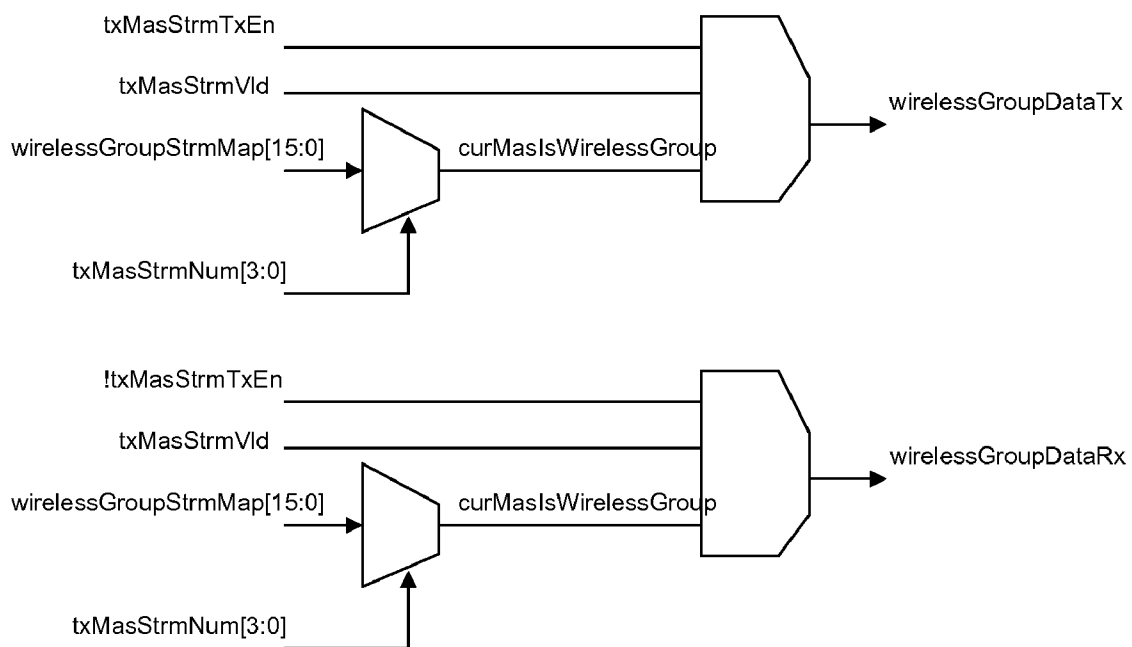 txMasStrmTxEn
txMasStrmVld
wirelessGroupDataTx
wirelessGroupStrmMap[15:0]
curMasIsWirelessGroup
txMasStrmNum[3:0]
!txMasStrmTxEn
txMasStrmVld
wirelessGroupDataRx
wirelessGroupStrmMap[15:0]
curMasIsWirelessGroup
txMasStrmNum[3:0]